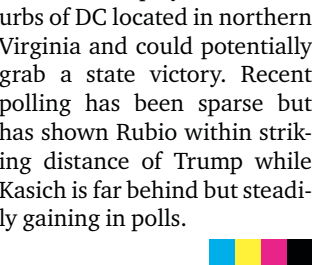 urbs of DC located in northern
Virginia and could potentially
grab a state victory. Recent
polling has been sparse but
has shown Rubio within strik-
ing distance of Trump while
Kasich is far behind but steadi-
ly gaining in polls.